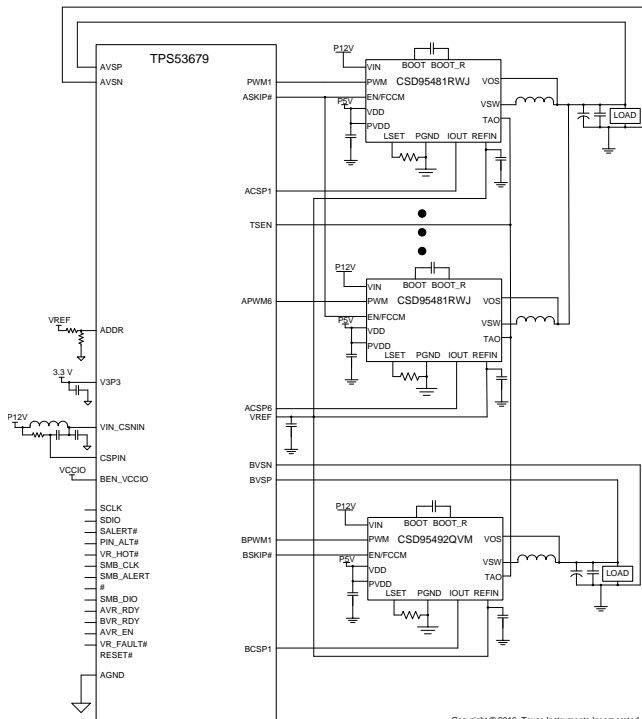 TPS53679
AVSP
AVSN
PWM1
ASKIP#
ACSP1
TSEN
APWM6
ADDR
VREF
V3P3
3.3 V
ACSP6
VREF
P12V
VIN_CSNIN
CSPIN
VCCIO
BEN_VCCIO
BVSN
BVSP
SCLK
SDIO
SALERT#
PIN_ALT#
VR_HOT#
SMB_CLK
SMB_ALERT
#
SMB_DIO
AVR_RDY
BVR_RDY
AVR_EN
VR_FAULT#
RESET#
AGND
BPWM1
BSKIP#
BCSP1
P12V
VIN
BOOT BOOT_R
PWM
CSD95481RWJ
VOS
EN/FCCM
P5V
VDD
VSW
PVDD
TAO
LSET PGND IOUT REFIN
LOAD
P12V
VIN
BOOT BOOT_R
PWM
CSD95481RWJ
VOS
EN/FCCM
P5V
VDD
VSW
PVDD
TAO
LSET PGND IOUT REFIN
P12V
VIN
BOOT BOOT_R
PWM
CSD95492QVM
VOS
EN/FCCM
P5V
VDD
VSW
PVDD
TAO
LSET PGND IOUT REFIN
LOAD